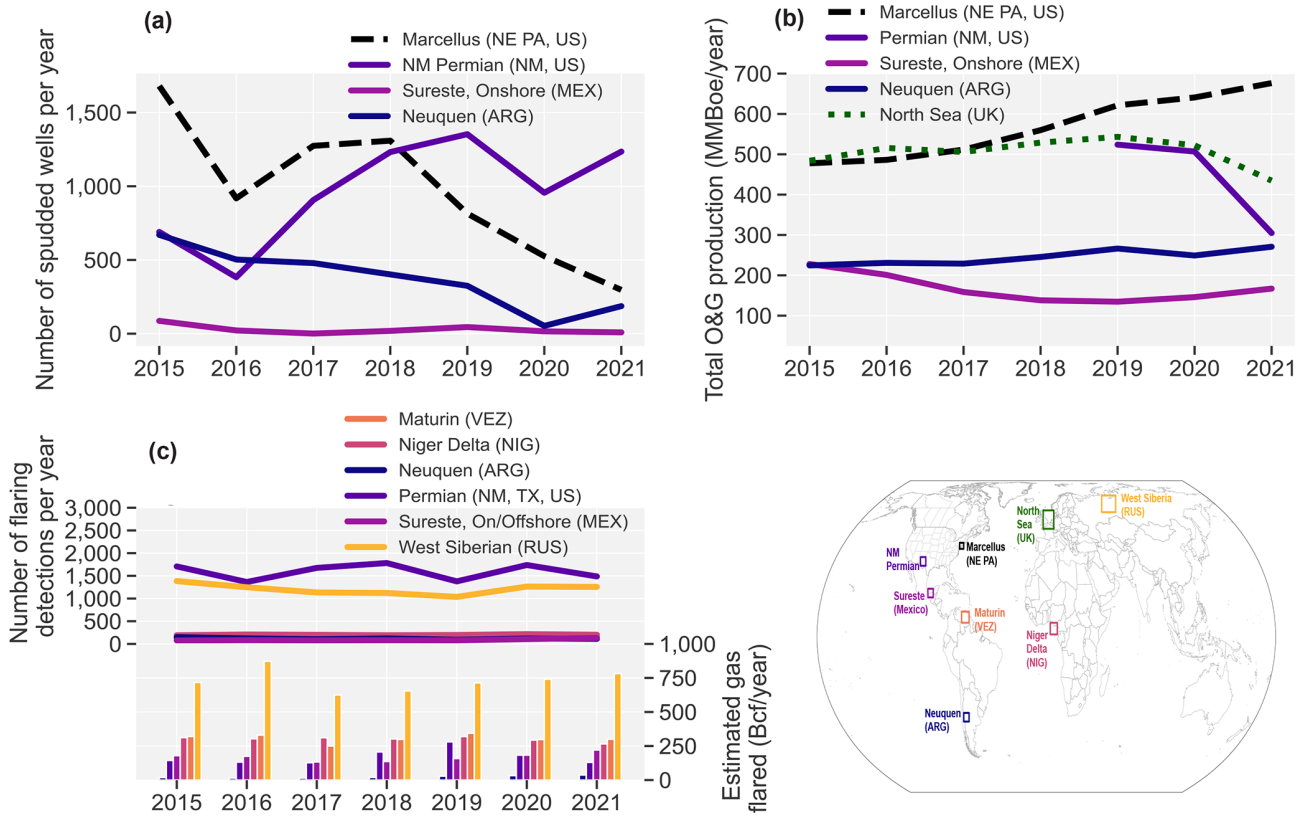 (a)
Marcellus (NE PA, US)
NM Permian (NM, US)
Sureste, Onshore (MEX)
Neuquen (ARG)
Number of spudded wells per year
1,500
1,000
500
0
2015 2016 2017 2018 2019 2020 2021
(b)
Marcellus (NE PA, US)
Permian (NM, US)
Sureste, Onshore (MEX)
Neuquen (ARG)
North Sea (UK)
Total O&G production (MMBoe/year)
700
600
500
400
300
200
100
2015 2016 2017 2018 2019 2020 2021
(c)
Maturin (VEZ)
Niger Delta (NIG)
Neuquen (ARG)
Permian (NM, TX, US)
Sureste, On/Offshore (MEX)
West Siberian (RUS)
Number of flaring
detections per year
3,000
2,500
2,000
1,500
1,000
500
0
1,000
750
500
250
0
Estimated gas
flared (Bcf/year)
2015 2016 2017 2018 2019 2020 2021
West Siberia
(RUS)
North
Sea
(UK)
Marcellus
(NE PA)
NM
Permian
Sureste
(Mexico)
Maturin
(VEZ)
Niger
Delta
(NIG)
Neuquen
(ARG)